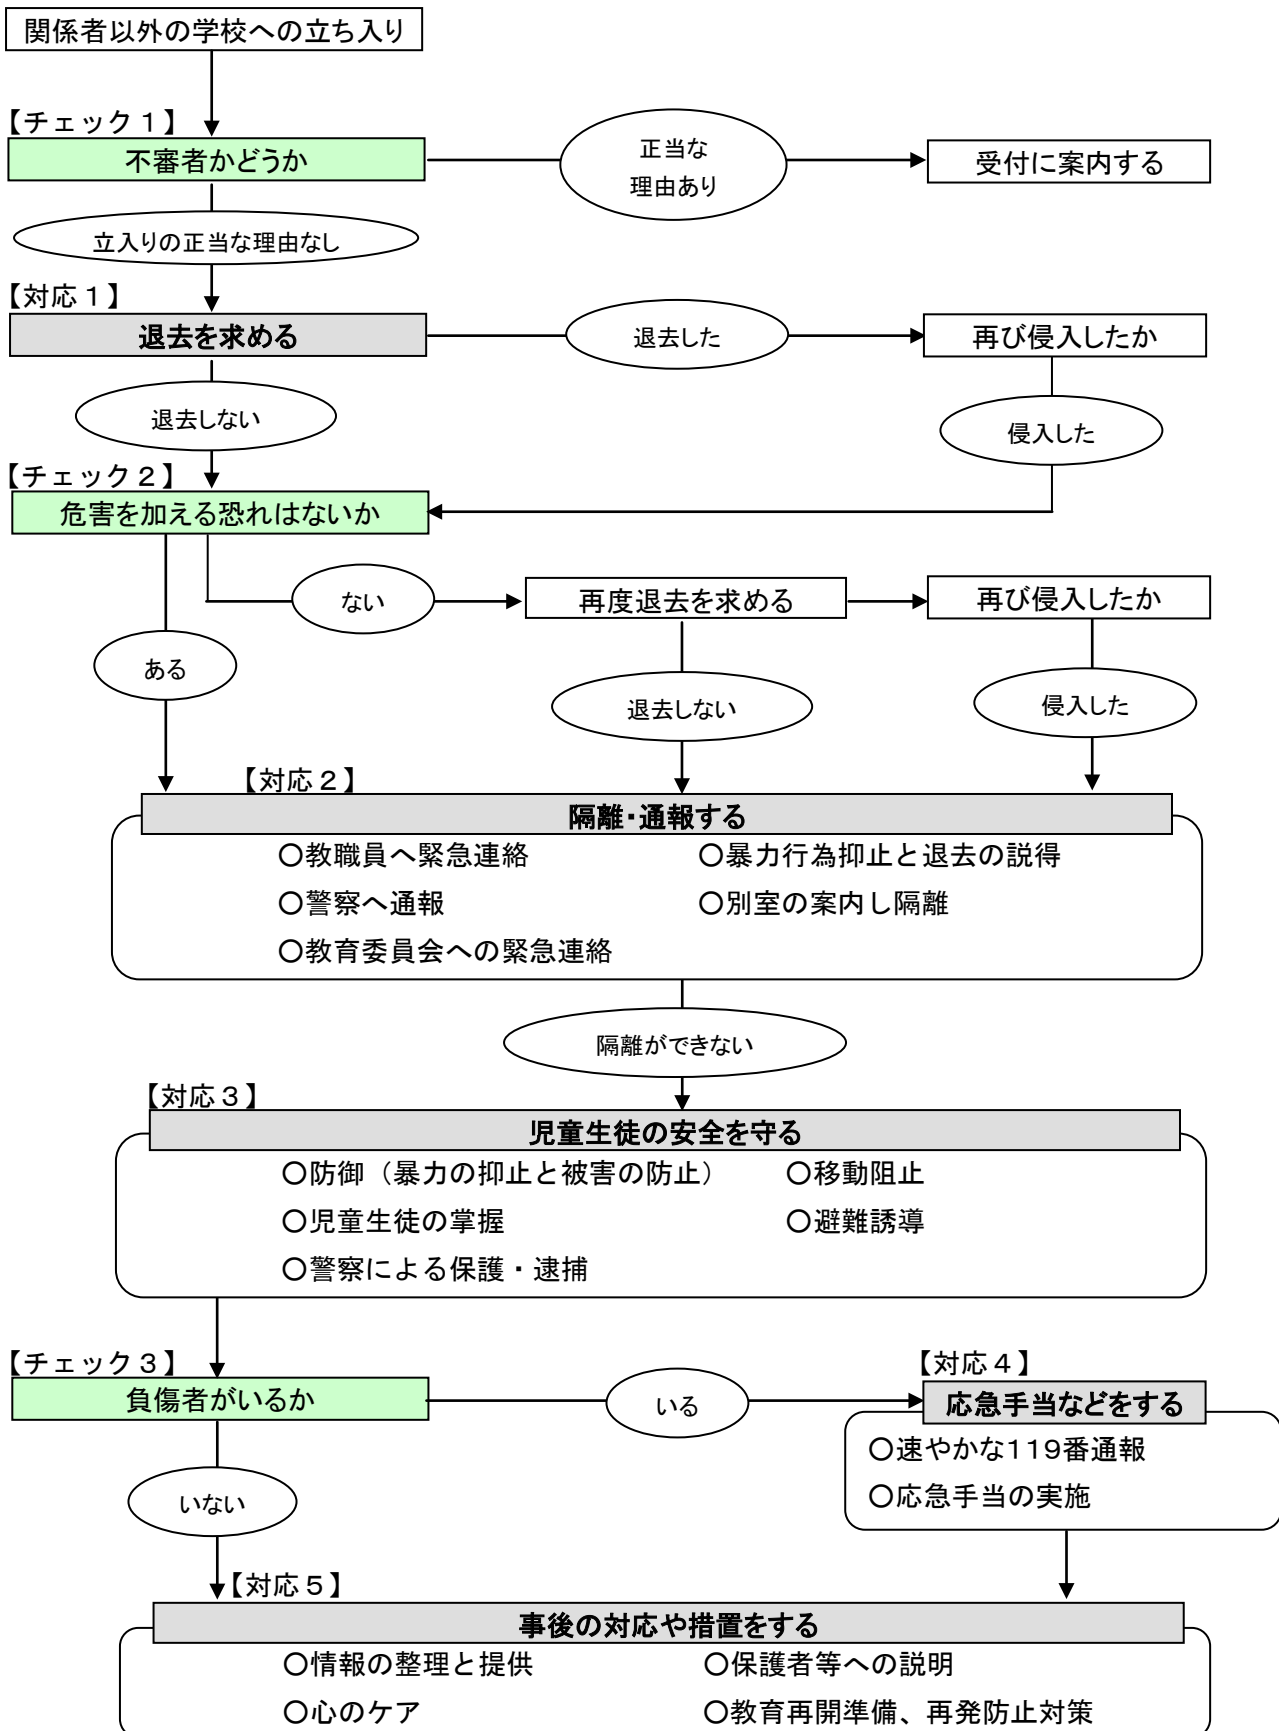 関係者以外の学校への立ち入り
【チェック1】
不審者かどうか
正当な
理由あり
受付に案内する
立入りの正当な理由なし
【対応1】
退去を求める
退去した
再び侵入したか
退去しない
侵入した
【チェック2】
危害を加える恐れはないか
ない
再度退去を求める
再び侵入したか
ある
退去しない
侵入した
【対応2】
隔離・通報する
○教職員へ緊急連絡
○暴力行為抑止と退去の説得
○警察へ通報
○別室の案内し隔離
○教育委員会への緊急連絡
隔離ができない
【対応3】
児童生徒の安全を守る
○防御（暴力の抑止と被害の防止）
○移動阻止
○児童生徒の掌握
○避難誘導
○警察による保護・逮捕
【チェック3】
負傷者がいるか
いる
【対応4】
応急手当などをする
○速やかな119番通報
○応急手当の実施
いない
【対応5】
事後の対応や措置をする
○情報の整理と提供
○保護者等への説明
○心のケア
○教育再開準備、再発防止対策